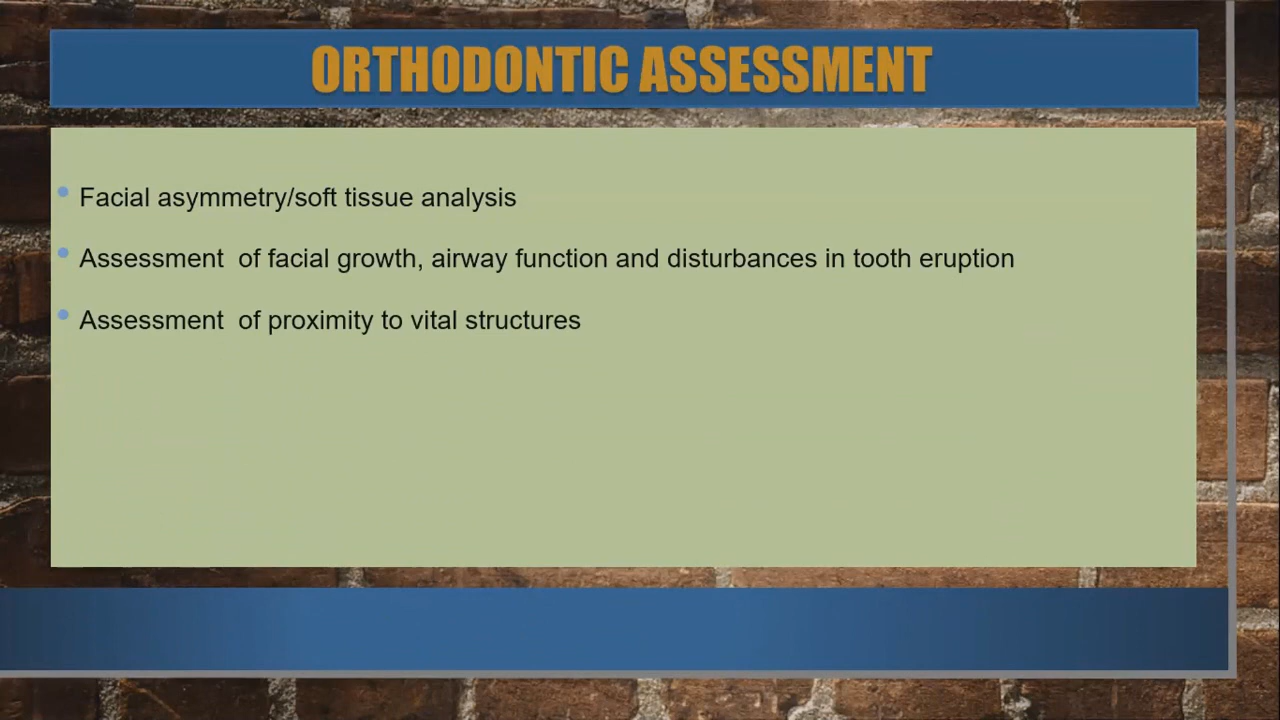 ORTHODONTIC ASSESSMENT
• Facial asymmetry/soft tissue analysis
• Assessment  of facial growth, airway function and disturbances in tooth eruption
• Assessment  of proximity to vital structures